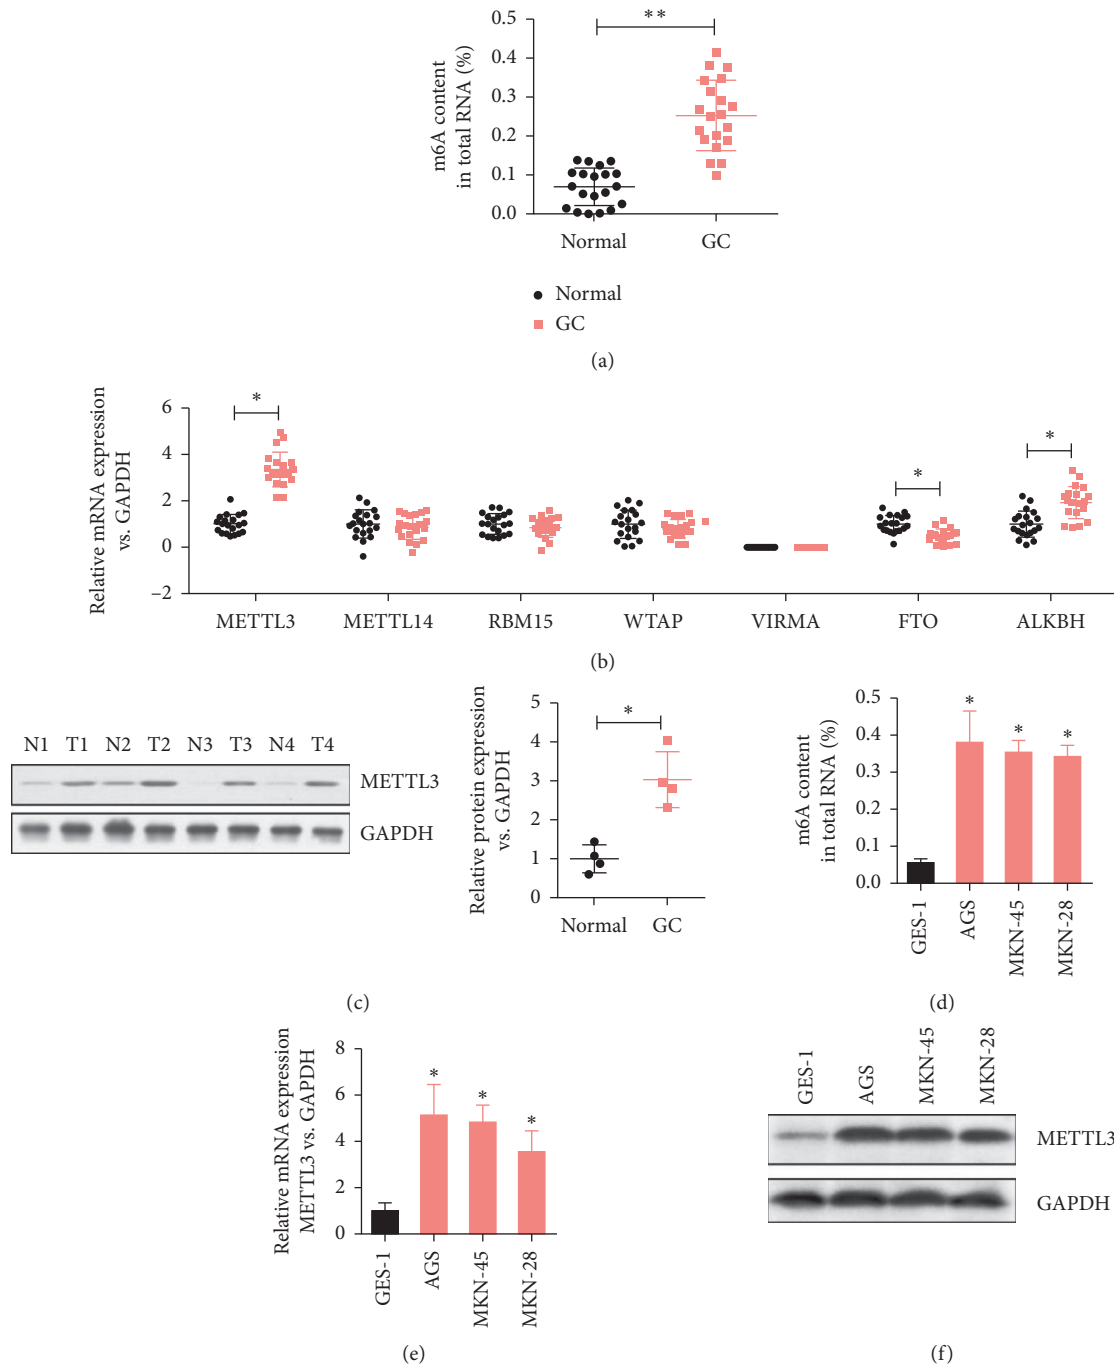 0.5
0.4
0.3
0.2
0.1
0.0
m6A content
in total RNA (%)
**
Normal
GC
Normal
GC
(a)
Relative mRNA expression
vs. GAPDH
6
4
2
0
−2
*
*
*
METTL3
METTL14
RBM15
WTAP
VIRMA
FTO
ALKBH
(b)
N1
T1
N2
T2
N3
T3
N4
T4
METTL3
GAPDH
Relative protein expression
vs. GAPDH
5
4
3
2
1
0
*
Normal
GC
(c)
m6A content
in total RNA (%)
0.5
0.4
0.3
0.2
0.1
0.0
*
*
*
GES-1
AGS
MKN-45
MKN-28
(d)
Relative mRNA expression
METTL3 vs. GAPDH
8
6
4
2
0
*
*
*
GES-1
AGS
MKN-45
MKN-28
(e)
GES-1
AGS
MKN-45
MKN-28
METTL3
GAPDH
(f)